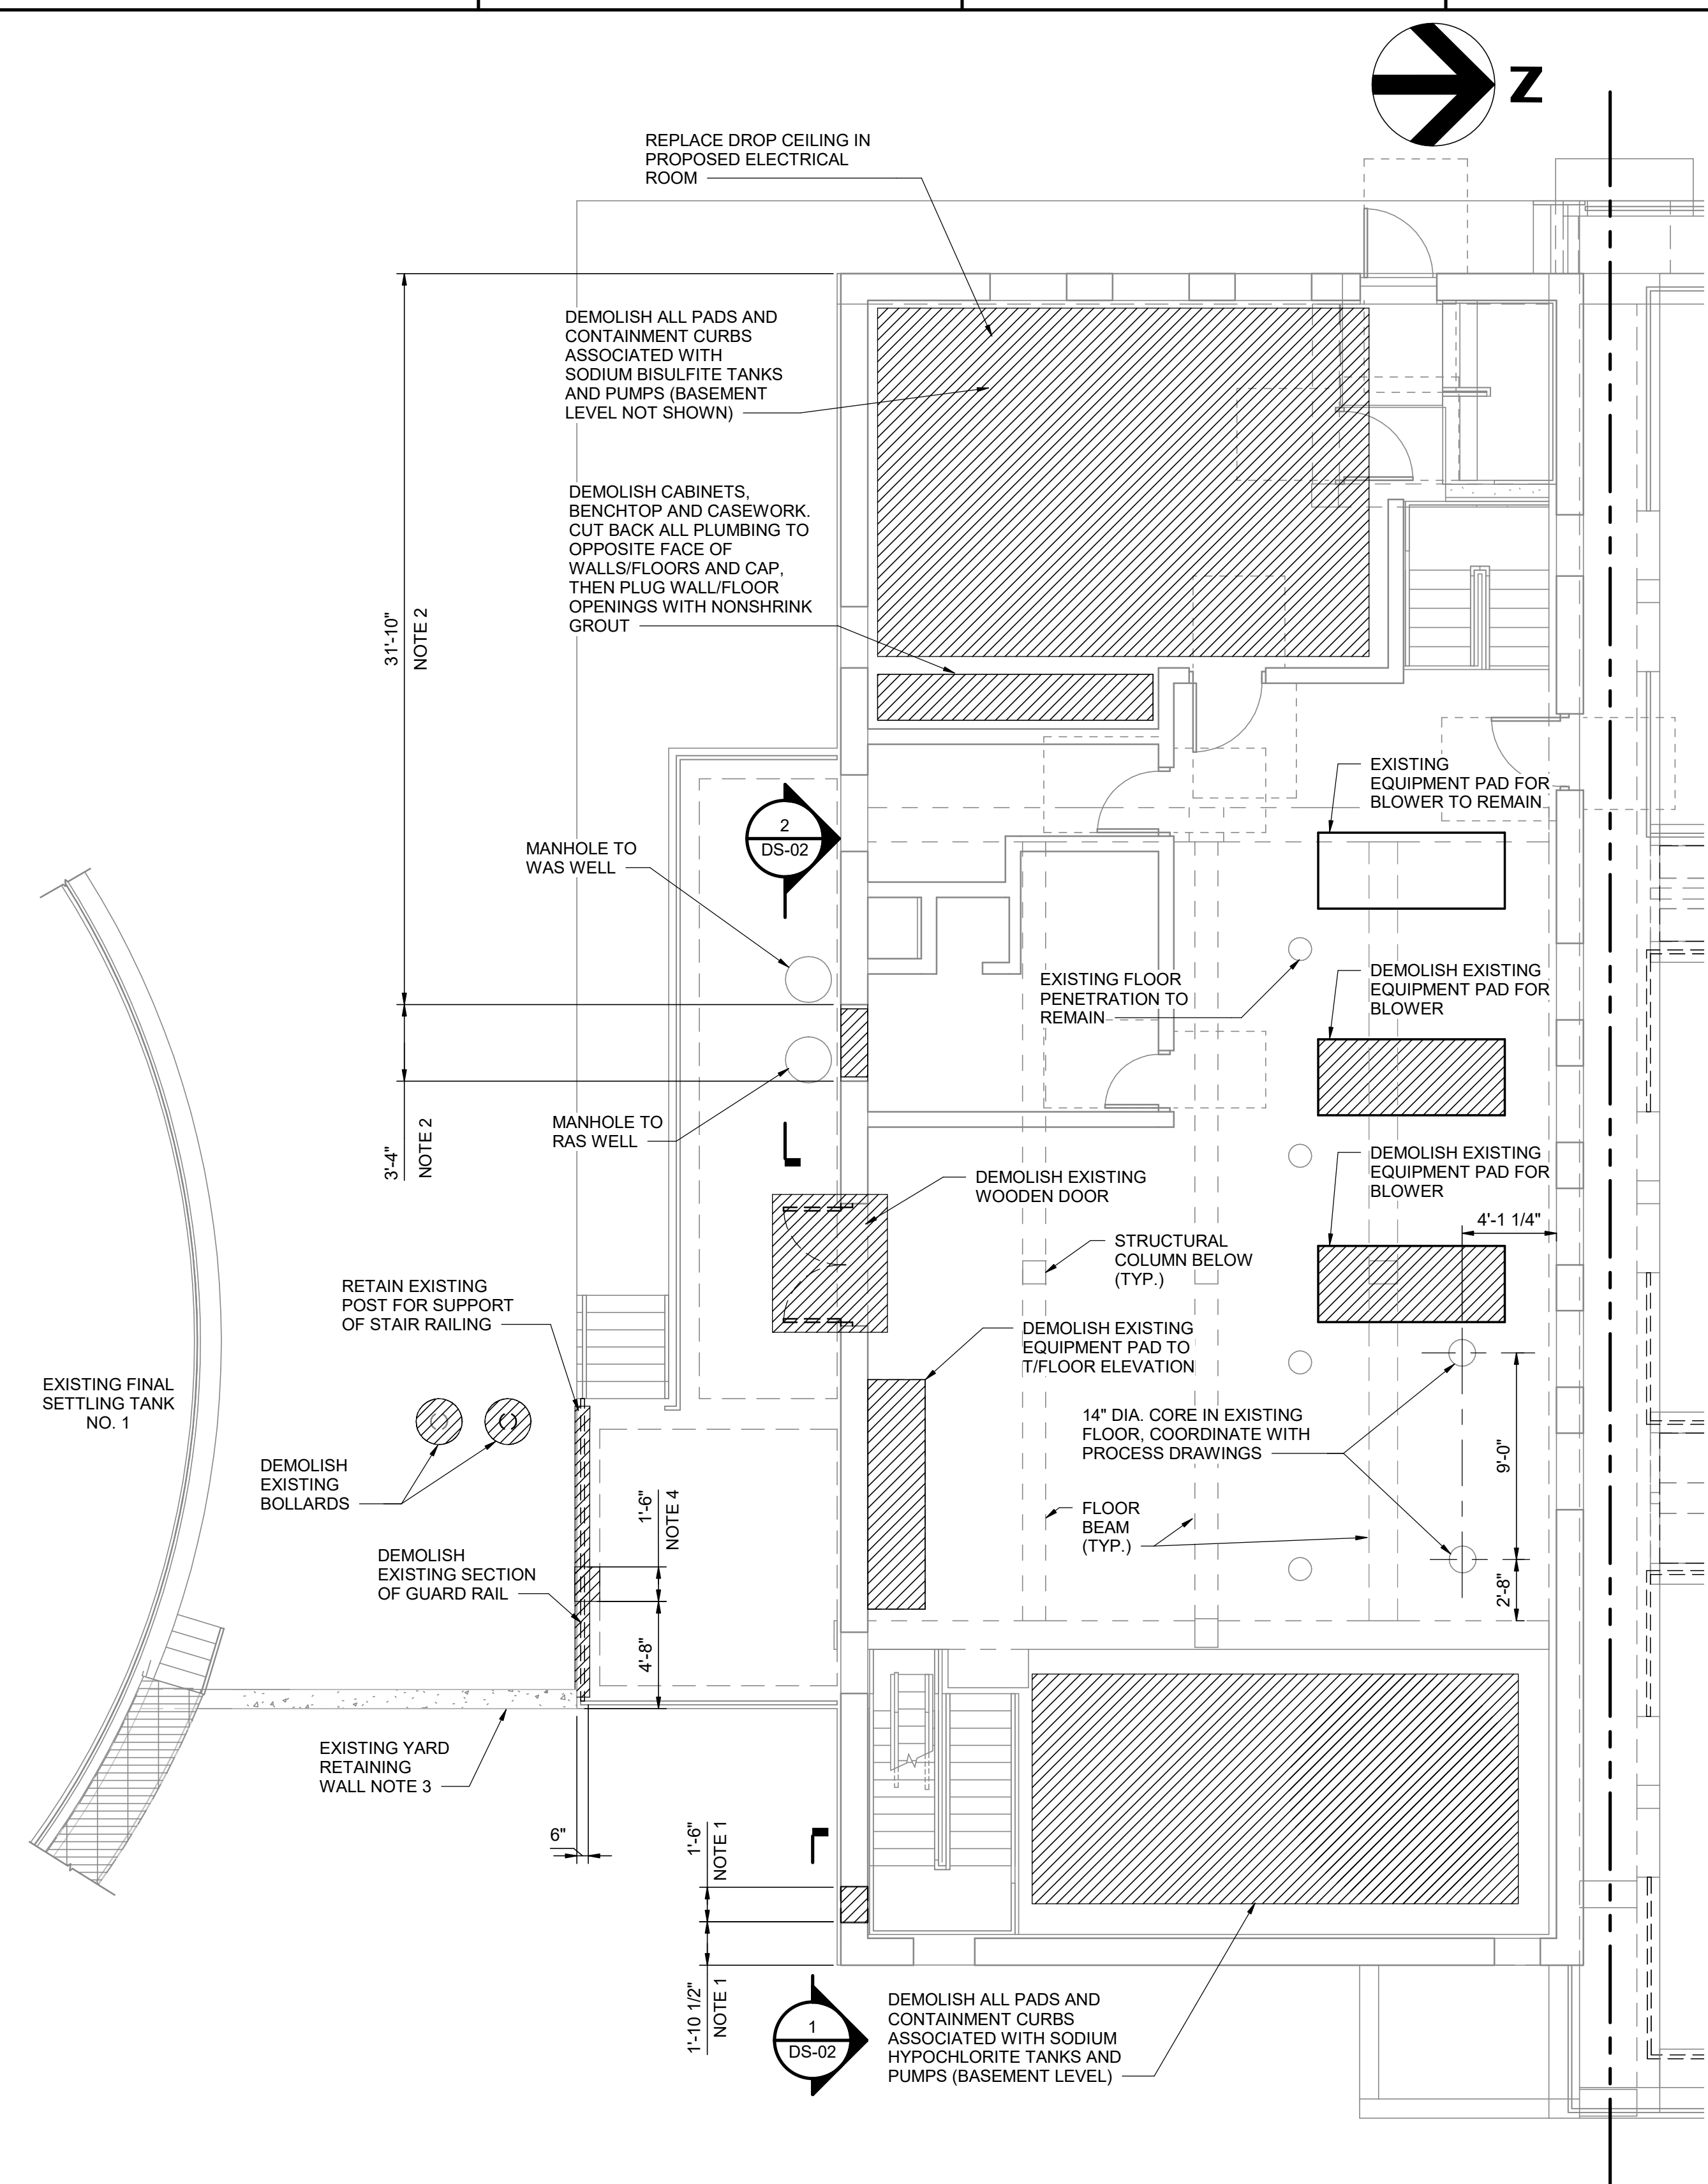 N
REPLACE DROP CEILING IN
PROPOSED ELECTRICAL
ROOM
DEMOLISH ALL PADS AND
CONTAINMENT CURBS
ASSOCIATED WITH
SODIUM BISULFITE TANKS
AND PUMPS (BASEMENT
LEVEL NOT SHOWN)
DEMOLISH CABINETS,
BENCHTOP AND CASEWORK.
CUT BACK ALL PLUMBING TO
OPPOSITE FACE OF
WALLS/FLOORS AND CAP,
THEN PLUG WALL/FLOOR
OPENINGS WITH NONSHRINK
GROUT
31'-10"
NOTE 2
EXISTING
EQUIPMENT PAD FOR
BLOWER TO REMAIN
2
DS-02
MANHOLE TO
WAS WELL
EXISTING FLOOR
PENETRATION TO
REMAIN
DEMOLISH EXISTING
EQUIPMENT PAD FOR
BLOWER
MANHOLE TO
RAS WELL
3'-4"
NOTE 2
DEMOLISH EXISTING
WOODEN DOOR
DEMOLISH EXISTING
EQUIPMENT PAD FOR
BLOWER
4'-1 1/4"
STRUCTURAL
COLUMN BELOW
(TYP.)
RETAIN EXISTING
POST FOR SUPPORT
OF STAIR RAILING
DEMOLISH EXISTING
EQUIPMENT PAD TO
T/FLOOR ELEVATION
EXISTING FINAL
SETTLING TANK
NO. 1
14" DIA. CORE IN EXISTING
FLOOR, COORDINATE WITH
PROCESS DRAWINGS
9'-0"
DEMOLISH
EXISTING
BOLLARDS
1'-6"
NOTE 4
FLOOR
BEAM
(TYP.)
DEMOLISH
EXISTING SECTION
OF GUARD RAIL
2'-8"
4'-8"
EXISTING YARD
RETAINING
WALL NOTE 3
6"
1'-6"
NOTE 1
1'-10 1/2"
NOTE 1
1
DS-02
DEMOLISH ALL PADS AND
CONTAINMENT CURBS
ASSOCIATED WITH SODIUM
HYPOCHLORITE TANKS AND
PUMPS (BASEMENT LEVEL)